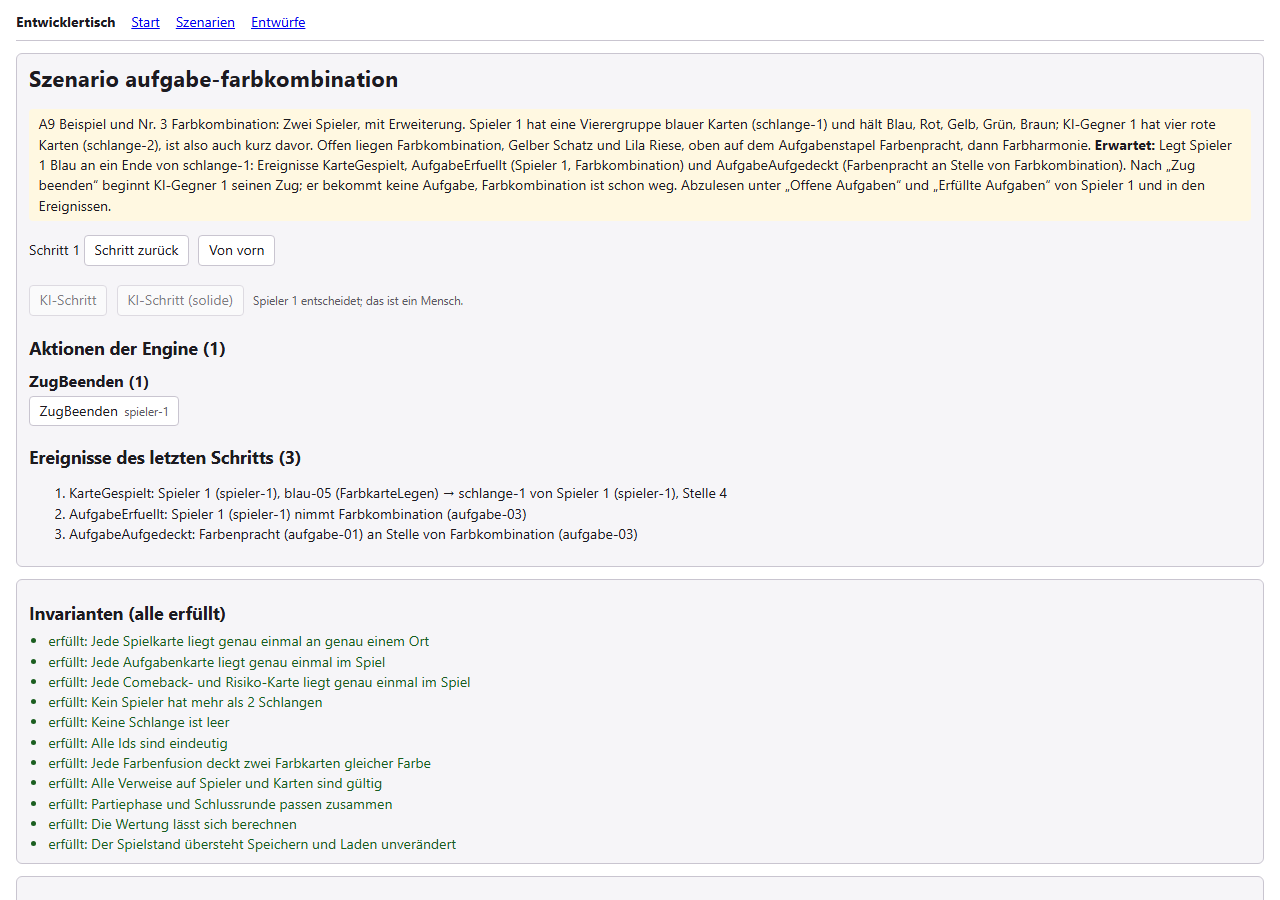 Entwicklertisch Start Szenarien Entwürfe
Szenario aufgabe-farbkombination
A9 Beispiel und Nr. 3 Farbkombination: Zwei Spieler, mit Erweiterung. Spieler 1 hat eine Vierergruppe blauer Karten (schlange-1) und hält Blau, Rot, Gelb, Grün, Braun; KI-Gegner 1 hat vier rote
Karten (schlange-2), ist also auch kurz davor. Offen liegen Farbkombination, Gelber Schatz und Lila Riese, oben auf dem Aufgabenstapel Farbenpracht, dann Farbharmonie. Erwartet: Legt Spieler
1 Blau an ein Ende von schlange-1: Ereignisse KarteGespielt, AufgabeErfuellt (Spieler 1, Farbkombination) und AufgabeAufgedeckt (Farbenpracht an Stelle von Farbkombination). Nach „Zug
beenden“ beginnt KI-Gegner 1 seinen Zug; er bekommt keine Aufgabe, Farbkombination ist schon weg. Abzulesen unter „Offene Aufgaben“ und „Erfüllte Aufgaben“ von Spieler 1 und in den
Ereignissen.
Schritt 1 Schritt zurück Von vorn
KI-Schritt KI-Schritt (solide) Spieler 1 entscheidet; das ist ein Mensch.
Aktionen der Engine (1)
ZugBeenden (1)
ZugBeenden spieler-1
Ereignisse des letzten Schritts (3)
1. KarteGespielt: Spieler 1 (spieler-1), blau-05 (FarbkarteLegen) → schlange-1 von Spieler 1 (spieler-1), Stelle 4
2. AufgabeErfuellt: Spieler 1 (spieler-1) nimmt Farbkombination (aufgabe-03)
3. AufgabeAufgedeckt: Farbenpracht (aufgabe-01) an Stelle von Farbkombination (aufgabe-03)
Invarianten (alle erfüllt)
• erfüllt: Jede Spielkarte liegt genau einmal an genau einem Ort
• erfüllt: Jede Aufgabenkarte liegt genau einmal im Spiel
• erfüllt: Jede Comeback- und Risiko-Karte liegt genau einmal im Spiel
• erfüllt: Kein Spieler hat mehr als 2 Schlangen
• erfüllt: Keine Schlange ist leer
• erfüllt: Alle Ids sind eindeutig
• erfüllt: Jede Farbenfusion deckt zwei Farbkarten gleicher Farbe
• erfüllt: Alle Verweise auf Spieler und Karten sind gültig
• erfüllt: Partiephase und Schlussrunde passen zusammen
• erfüllt: Die Wertung lässt sich berechnen
• erfüllt: Der Spielstand übersteht Speichern und Laden unverändert